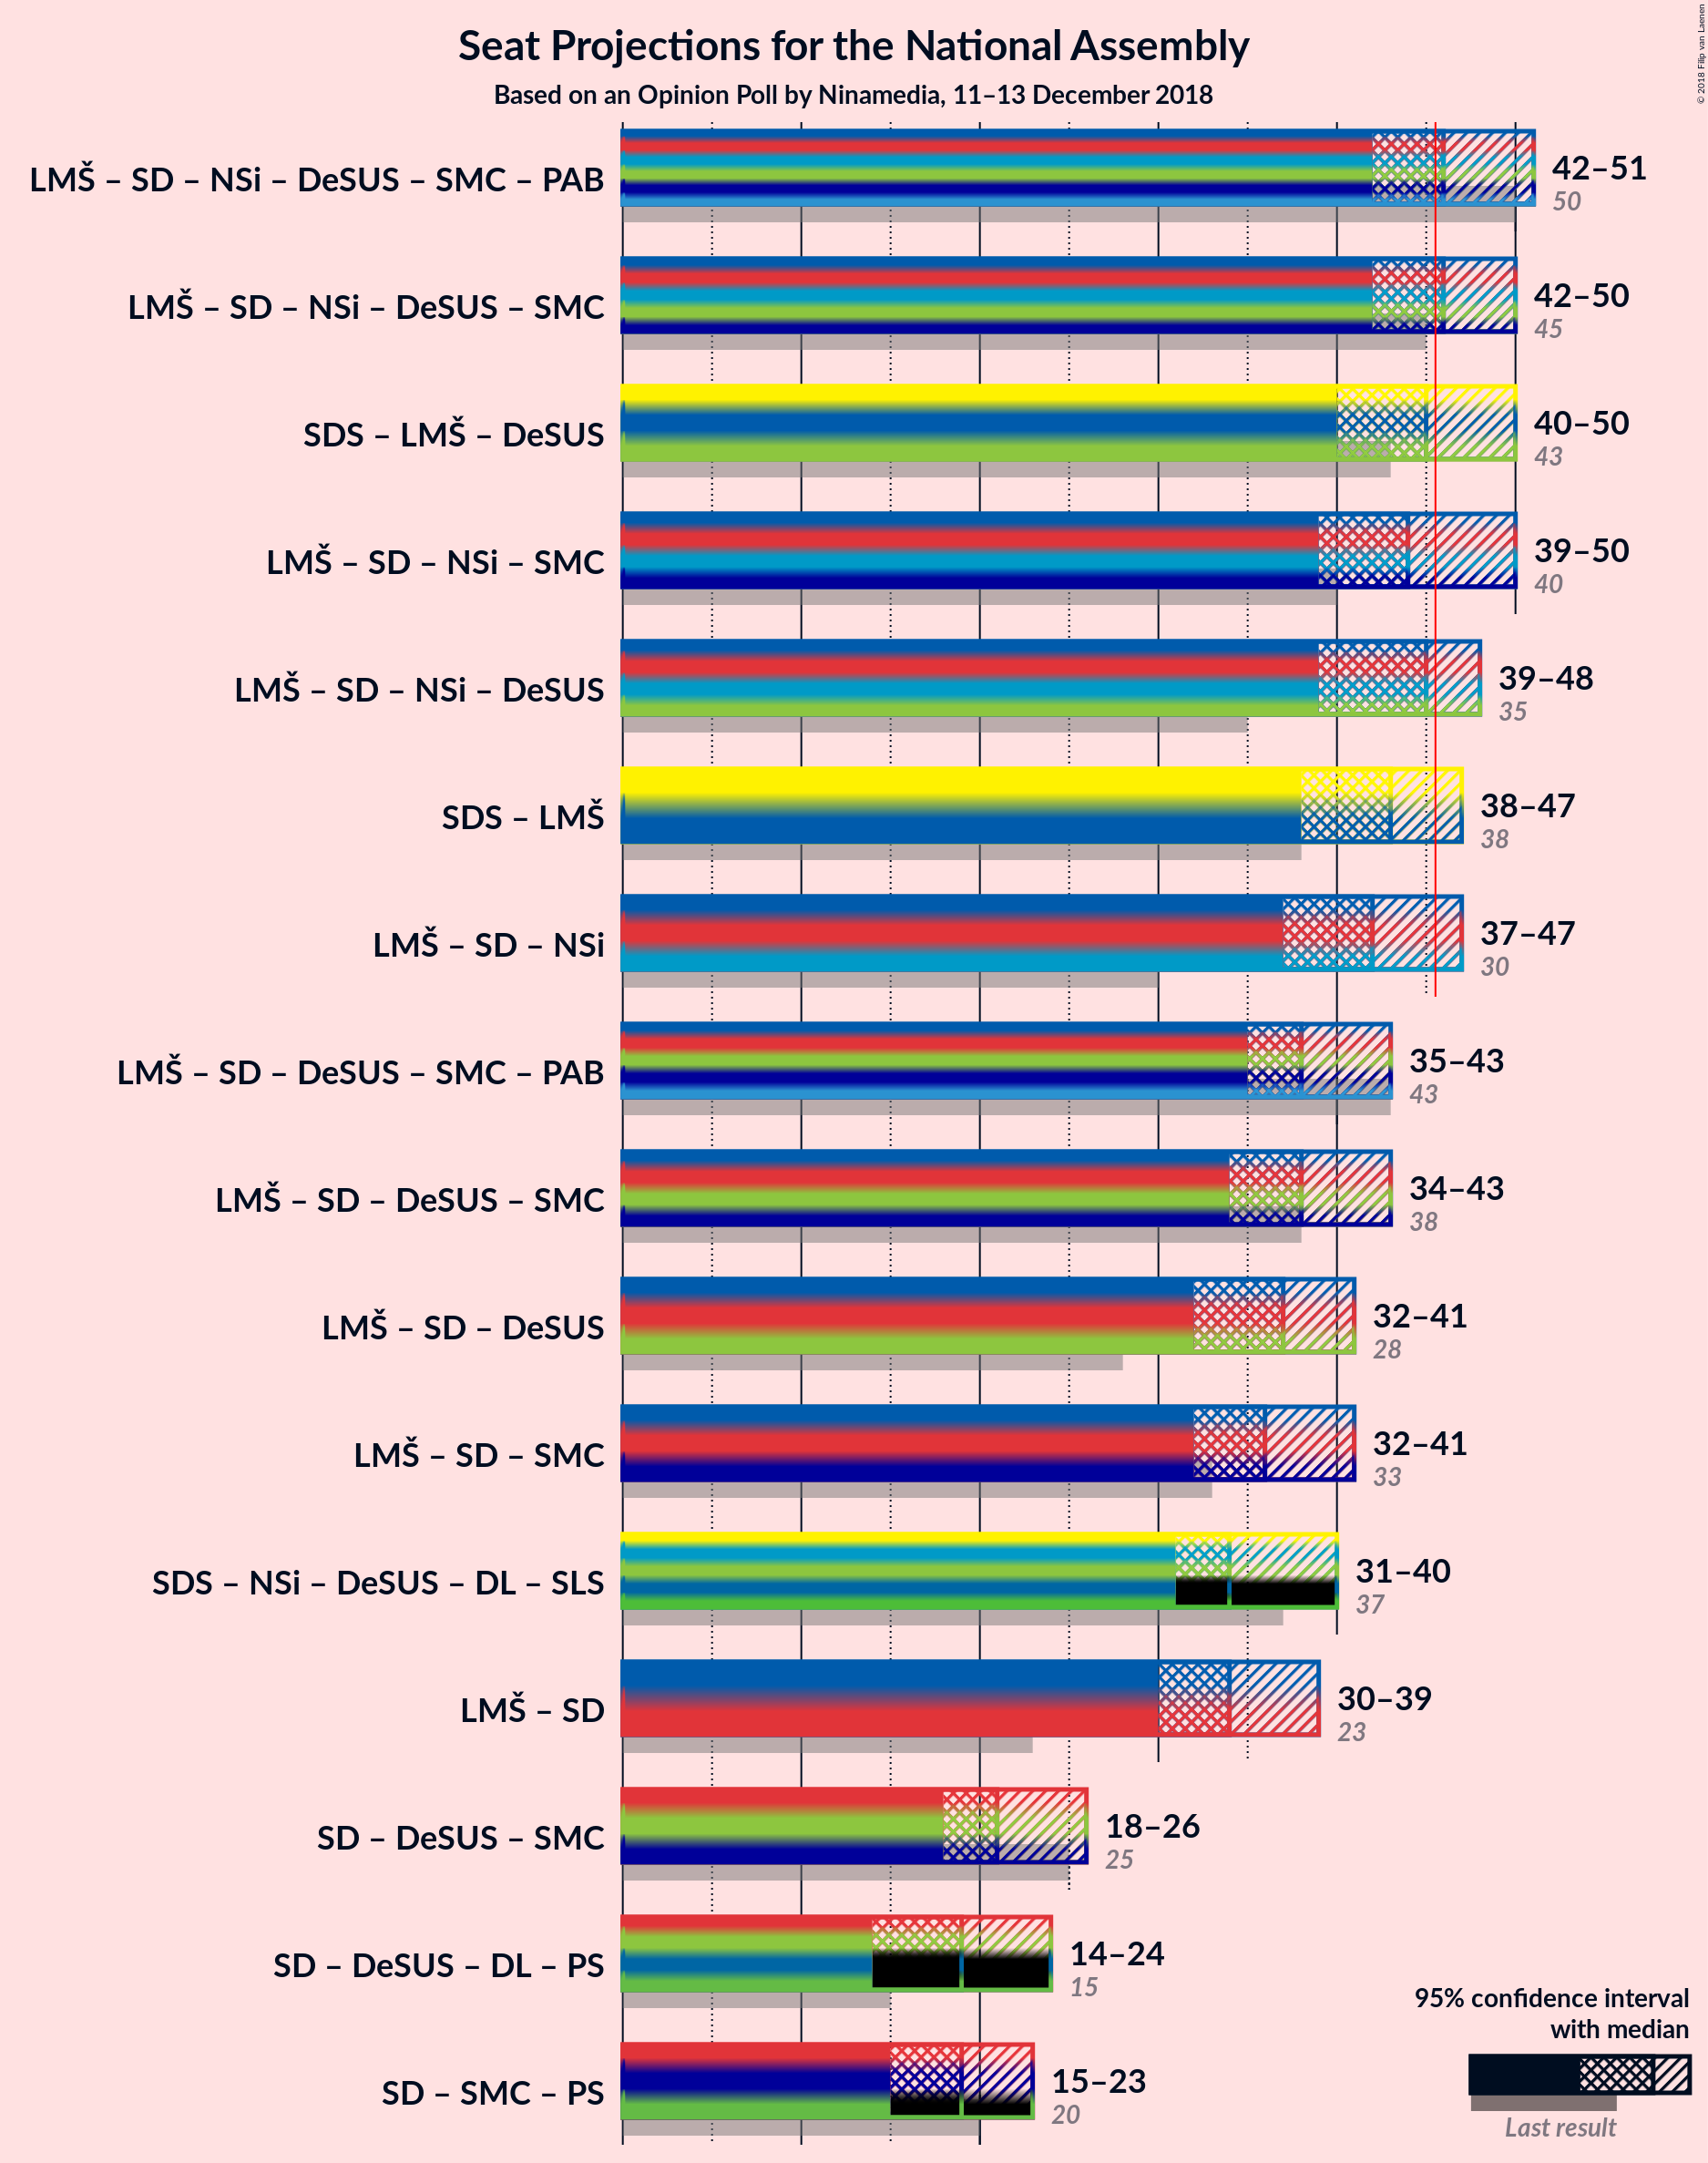 Seat Projections for the National Assembly
Based on an Opinion Poll by Ninamedia, 11–13 December 2018
© 2018 Filip van Laenen
LMŠ – SD – NSi – DeSUS – SMC – PAB
42–51
50
LMŠ – SD – NSi – DeSUS – SMC
42–50
45
SDS – LMŠ – DeSUS
40–50
43
LMŠ – SD – NSi – SMC
39–50
40
LMŠ – SD – NSi – DeSUS
39–48
35
SDS – LMŠ
38–47
38
LMŠ – SD – NSi
37–47
30
LMŠ – SD – DeSUS – SMC – PAB
35–43
43
LMŠ – SD – DeSUS – SMC
34–43
38
LMŠ – SD – DeSUS
32–41
28
LMŠ – SD – SMC
32–41
33
SDS – NSi – DeSUS – DL – SLS
31–40
37
LMŠ – SD
30–39
23
SD – DeSUS – SMC
18–26
25
SD – DeSUS – DL – PS
14–24
15
SD – SMC – PS
15–23
20
95% confidence interval
with median
Last result